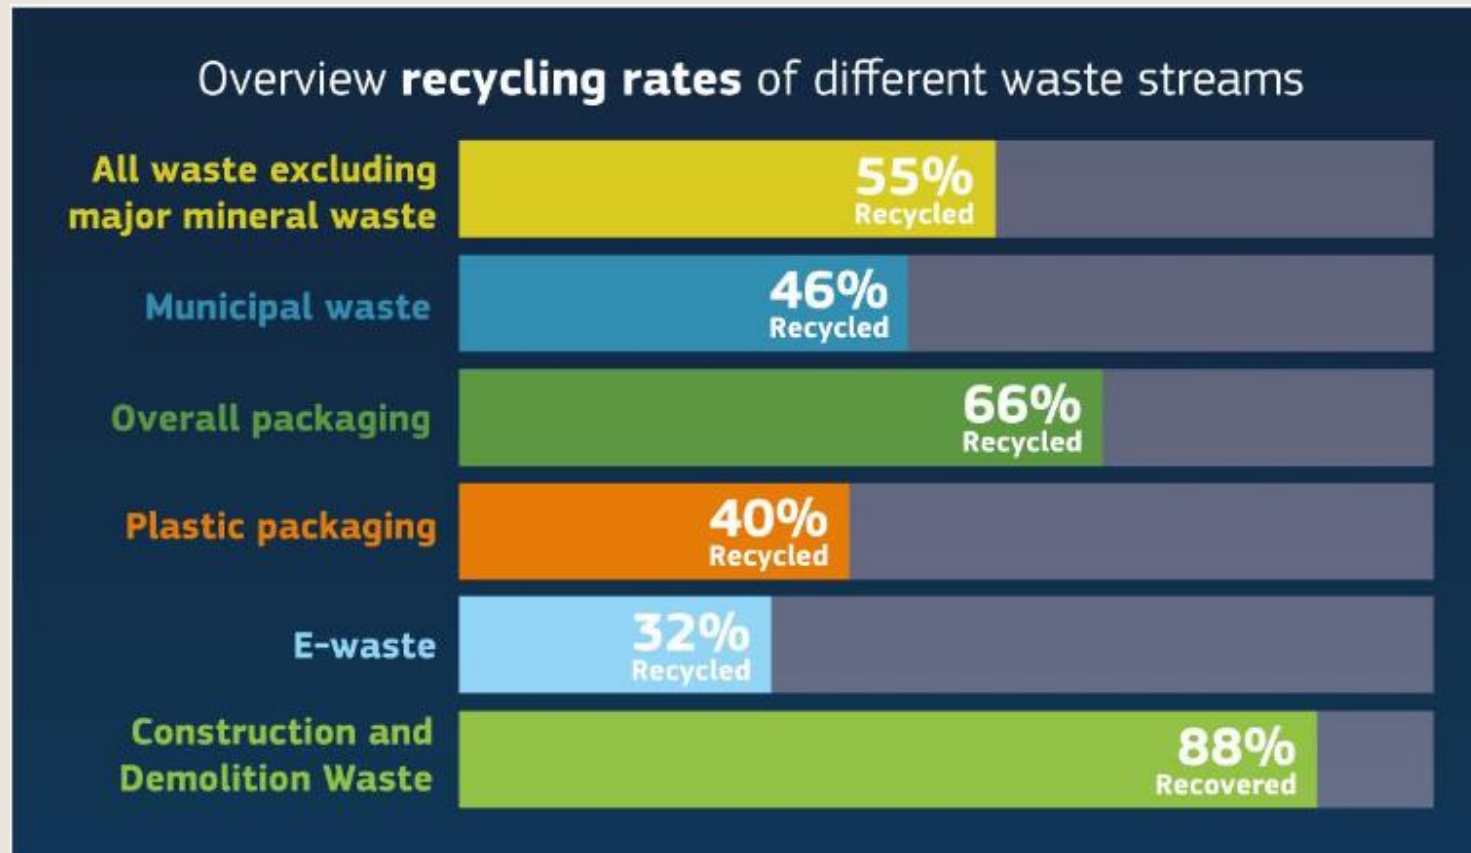 Overview recycling rates of different waste streams
All waste excluding
major mineral waste
55%
Recycled
Municipal waste
46%
Recycled
Overall packaging
66%
Recycled
Plastic packaging
40%
Recycled
E-waste
32%
Recycled
Construction and
Demolition Waste
88%
Recovered